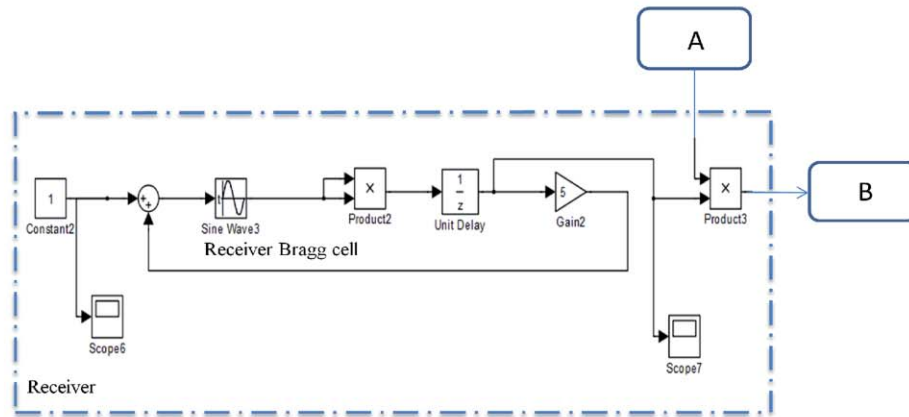 A
1
Constant2
+
+
t
Sine Wave3
X
Product2
1
z
Unit Delay
5
Gain2
X
Product3
B
Receiver Bragg cell
Scope6
Scope7
Receiver